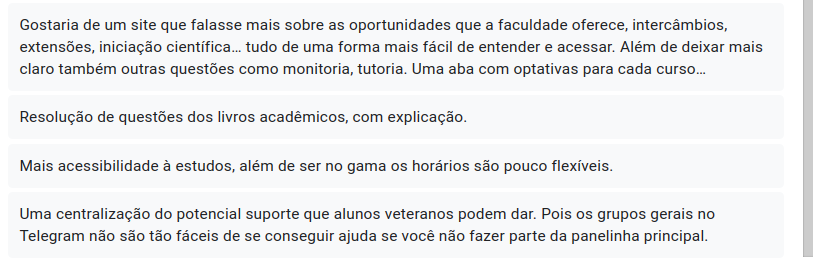 Gostaria de um site que falasse mais sobre as oportunidades que a faculdade oferece, intercâmbios,
extensões, iniciação científica... tudo de uma forma mais fácil de entender e acessar. Além de deixar mais
claro também outras questões como monitoria, tutoria. Uma aba com optativas para cada curso...
Resolução de questões dos livros acadêmicos, com explicação.
Mais acessibilidade à estudos, além de ser no gama os horários são pouco flexíveis.
Uma centralização do potencial suporte que alunos veteranos podem dar. Pois os grupos gerais no
Telegram não são tão fáceis de se conseguir ajuda se você não fazer parte da panelinha principal.